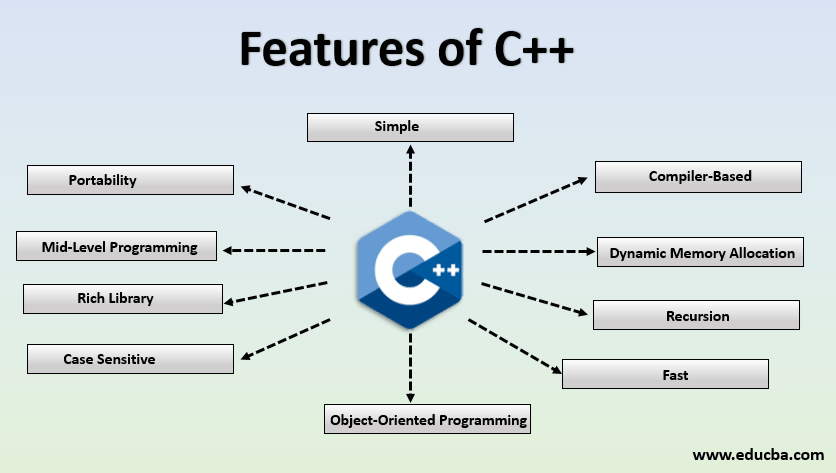 Features of C++
Simple
Portability
Compiler-Based
Mid-Level Programming
Dynamic Memory Allocation
C++
Rich Library
Recursion
Case Sensitive
Fast
Object-Oriented Programming
www.educba.com